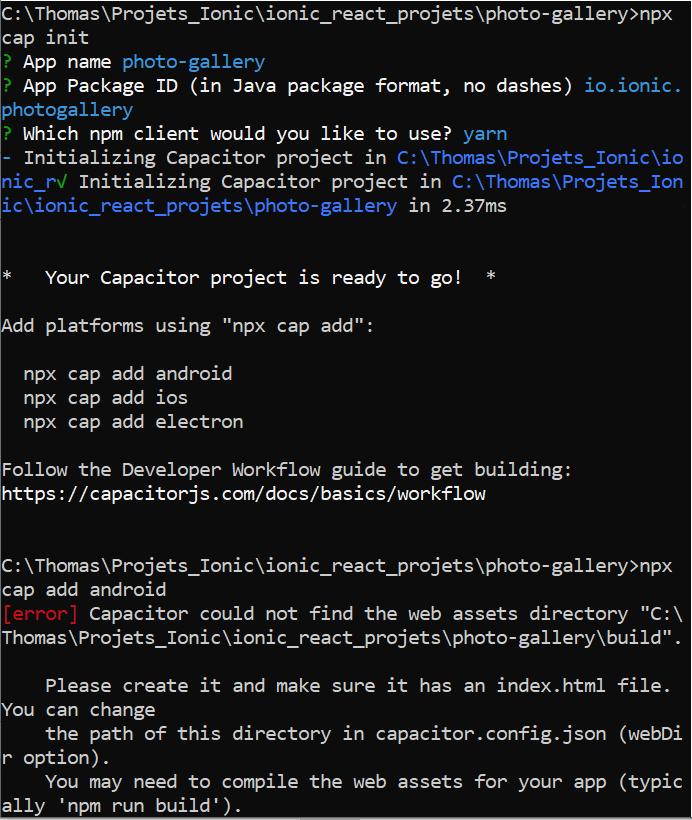 C:\Thomas\Projets_Ionic\ionic_react_projets\photo-gallery>npx
cap init
? App name photo-gallery
? App Package ID (in Java package format, no dashes) io.ionic.
photogallery
? Which npm client would you like to use? yarn
- Initializing Capacitor project in C:\Thomas\Projets_Ionic\io
nic_r√ Initializing Capacitor project in C:\Thomas\Projets_Ion
ic\ionic_react_projets\photo-gallery in 2.37ms
*   Your Capacitor project is ready to go!  *
Add platforms using "npx cap add":
  npx cap add android
  npx cap add ios
  npx cap add electron
Follow the Developer Workflow guide to get building:
https://capacitorjs.com/docs/basics/workflow
C:\Thomas\Projets_Ionic\ionic_react_projets\photo-gallery>npx
cap add android
[error] Capacitor could not find the web assets directory "C:\
Thomas\Projets_Ionic\ionic_react_projets\photo-gallery\build".
    Please create it and make sure it has an index.html file.
You can change
    the path of this directory in capacitor.config.json (webDi
r option).
    You may need to compile the web assets for your app (typic
ally 'npm run build').